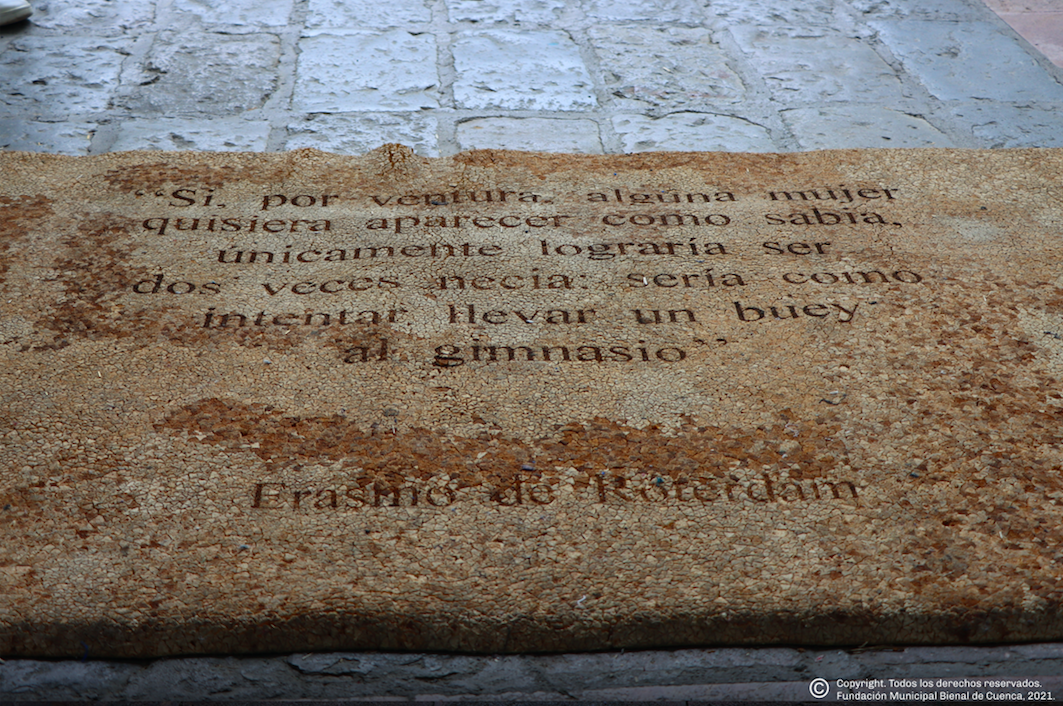 “Si, por ventura, alguna mujer
quisiera aparecer como sabia,
únicamente lograría ser
dos veces necia: sería como
intentar llevar un buey
al gimnasio”
Erasmo de Roterdam
© Copyright. Todos los derechos reservados.
Fundación Municipal Bienal de Cuenca, 2021.